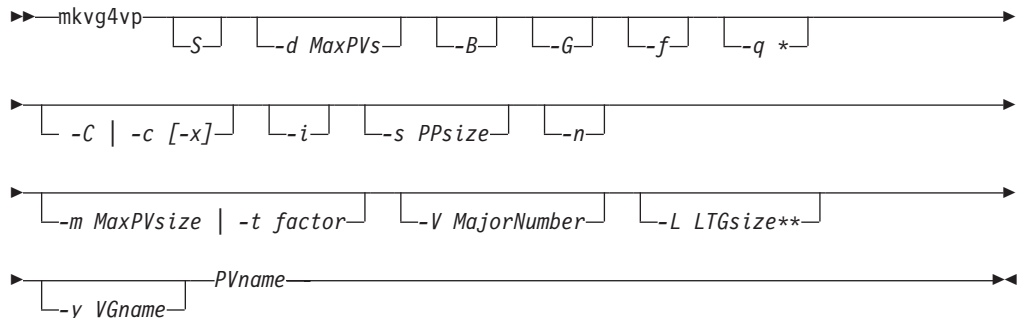 mkvg4vp S -d MaxPVs -B -G -f -q *
-C | -c [-x] -i -s PPsize -n
-m MaxPVsize | -t factor -V MajorNumber -L LTGsize**
-y VGname PVname